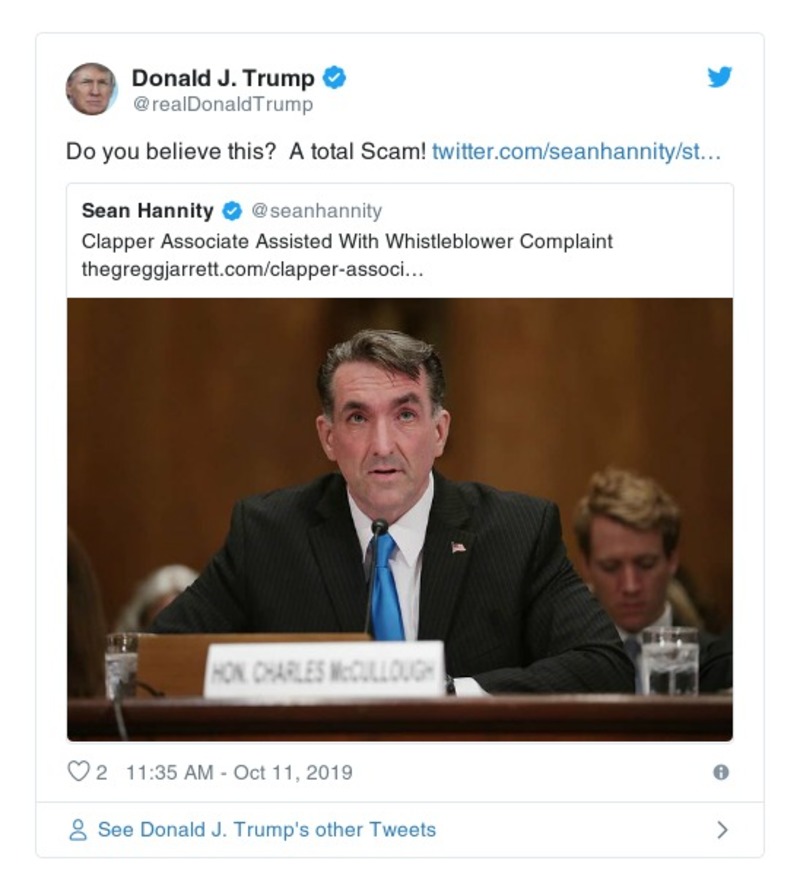 Donald J. Trump
@realDonaldTrump
Do you believe this?  A total Scam! twitter.com/seanhannity/st…
Sean Hannity @seanhannity
Clapper Associate Assisted With Whistleblower Complaint
thegreggjarrett.com/clapper-associ…
HON. CHARLES McCULLOUGH
2 11:35 AM - Oct 11, 2019
See Donald J. Trump's other Tweets